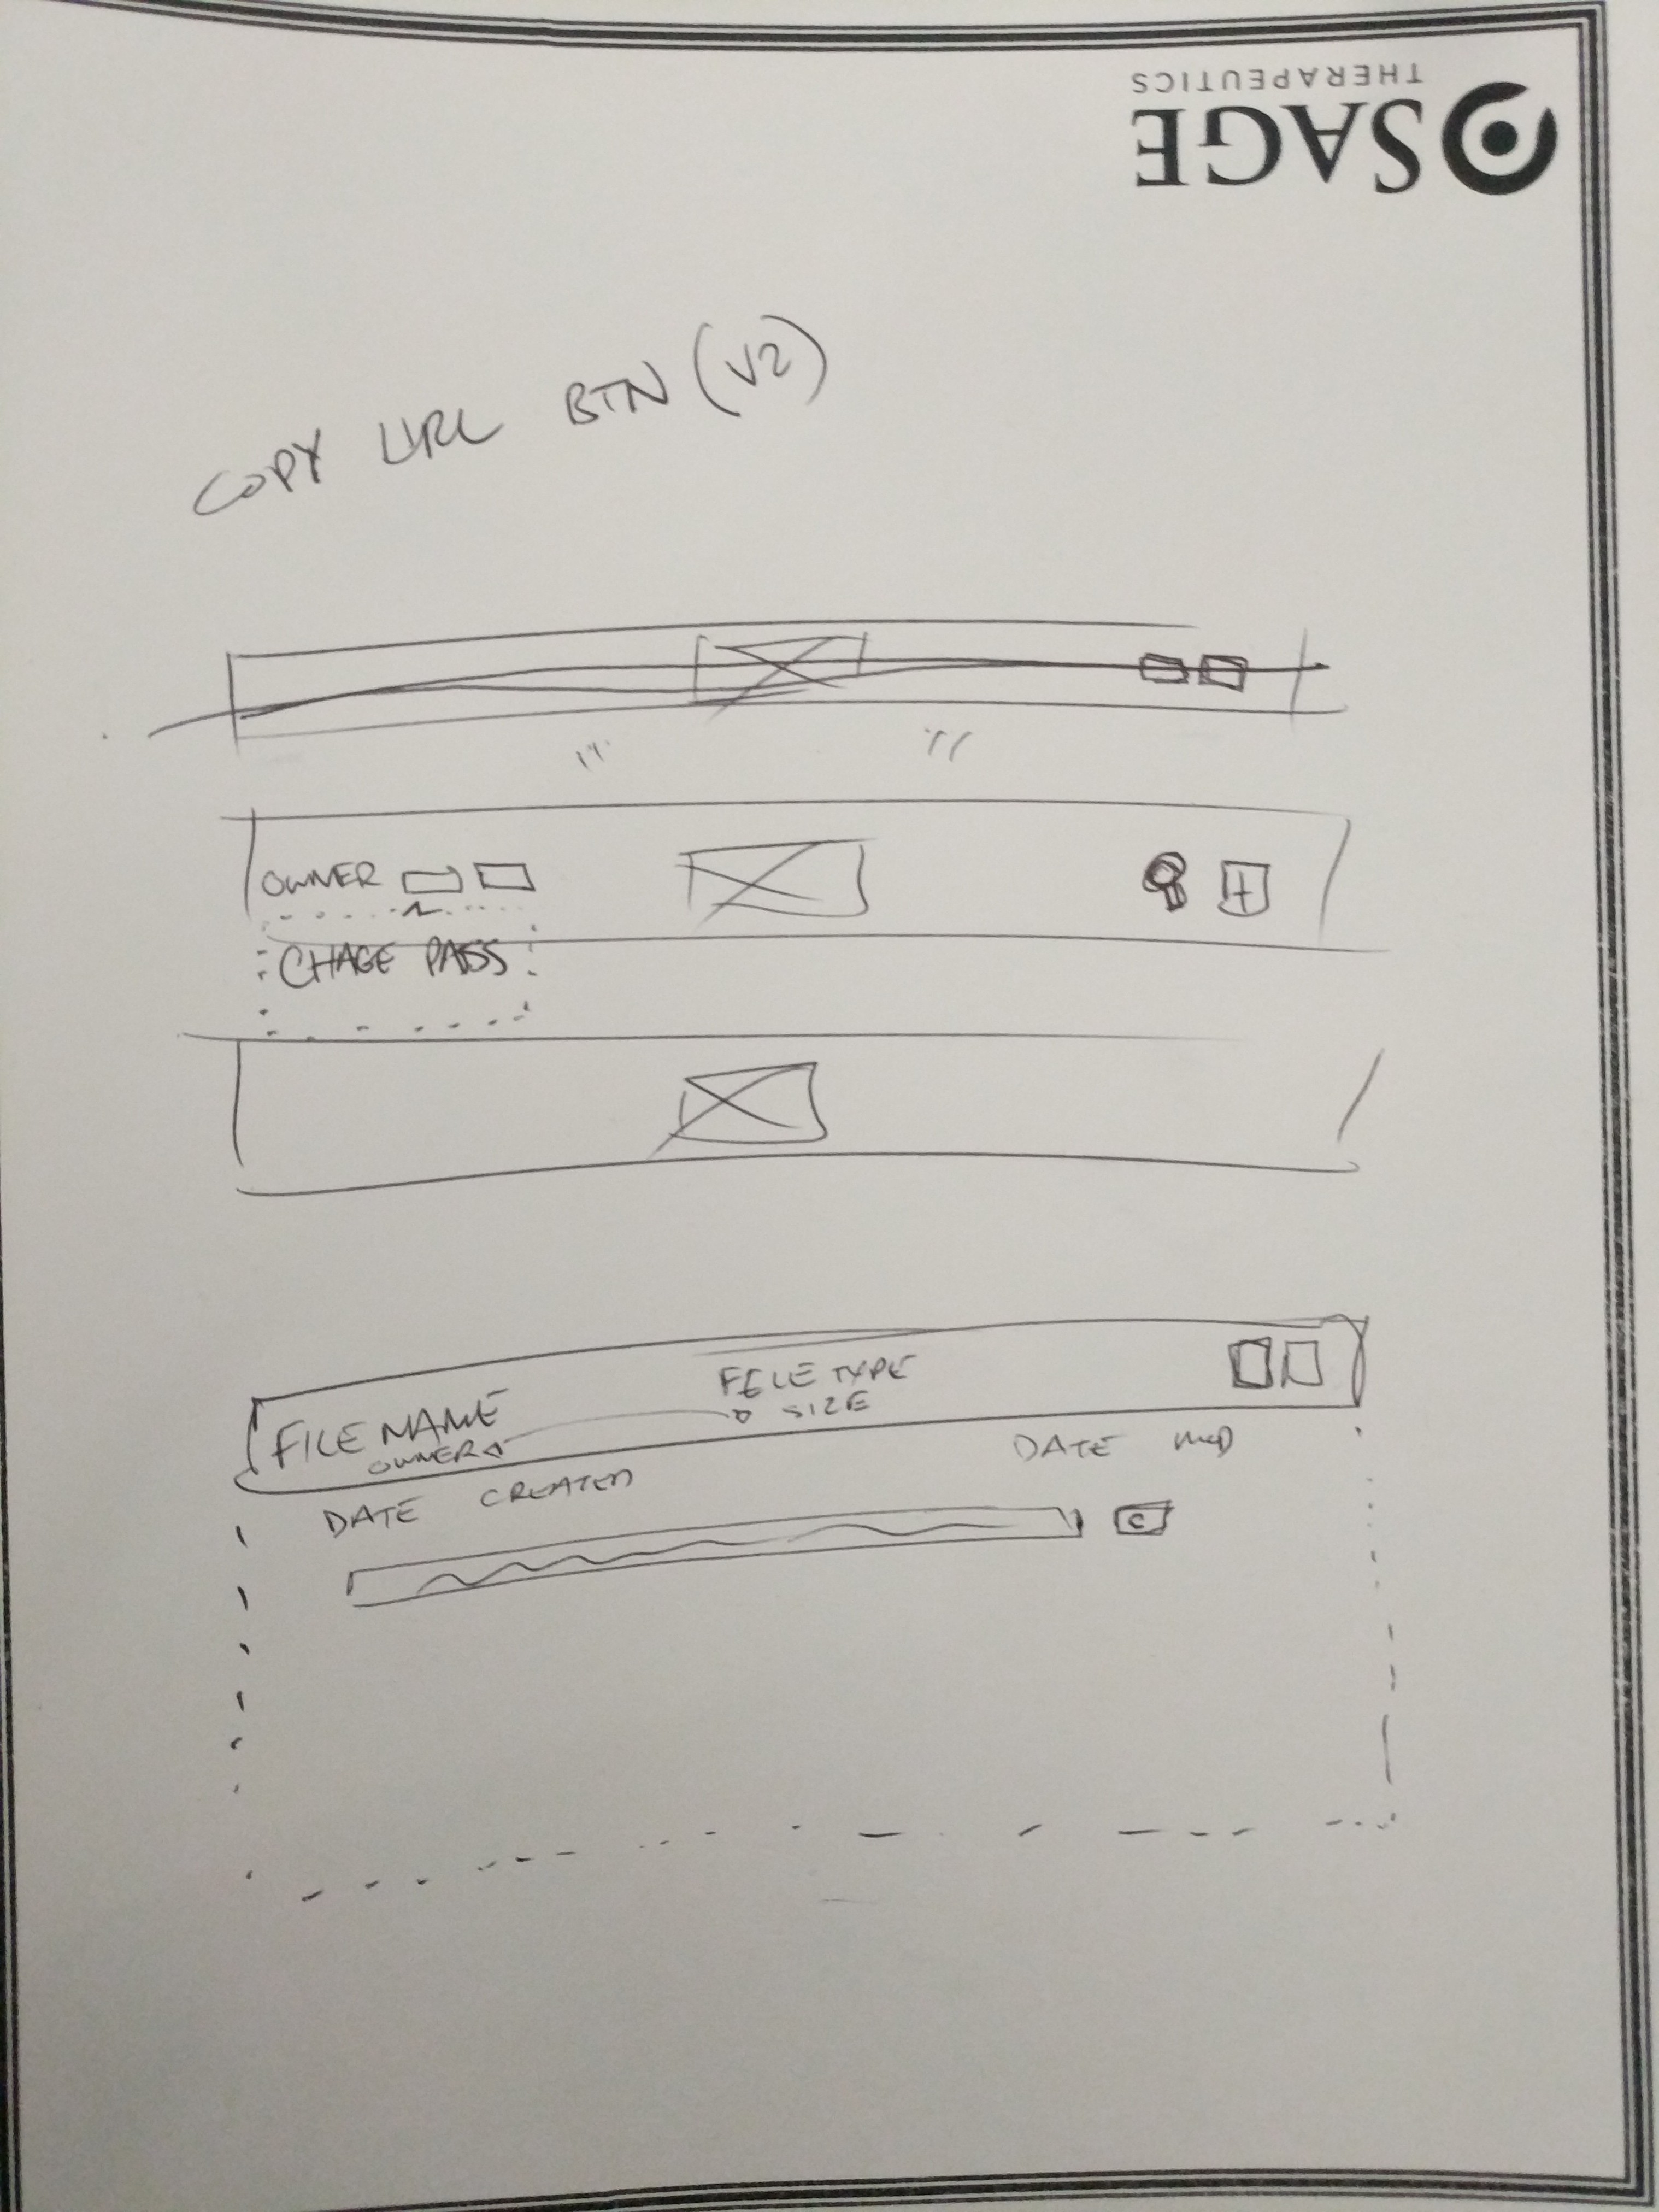 SAGE
THERAPEUTICS
COPY URL BTN (V2)
OWNER
CHAGE PASS
FILE NAME
OWNER
FILE TYPE
SIZE
DATE CREATED
DATE MOD
C